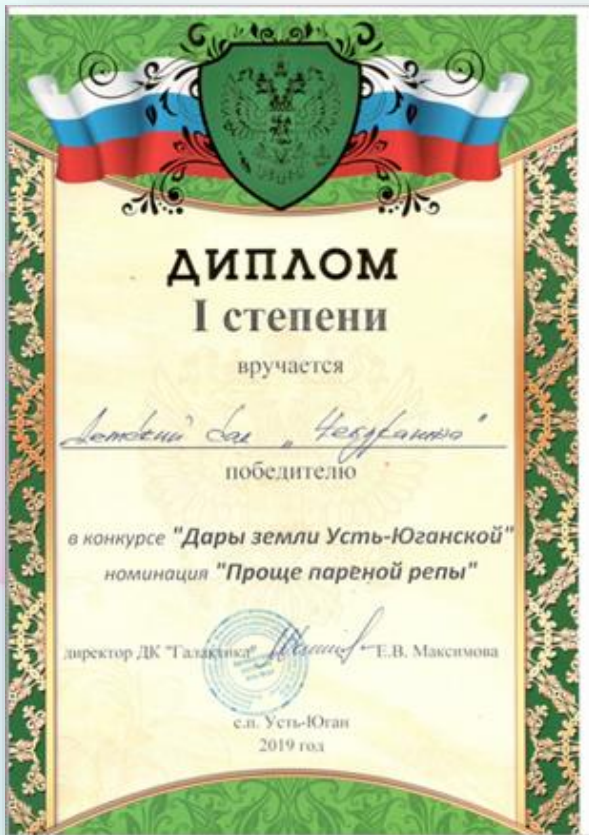 ДИПЛОМ
I степени
вручается
Детский сад „Чебурашка"
победителю
в конкурсе "Дары земли Усть-Юганской"
номинация "Проще пареной репы"
директор ДК "Галактика" Е.В. Максимова
с.п. Усть-Юган
2019 год